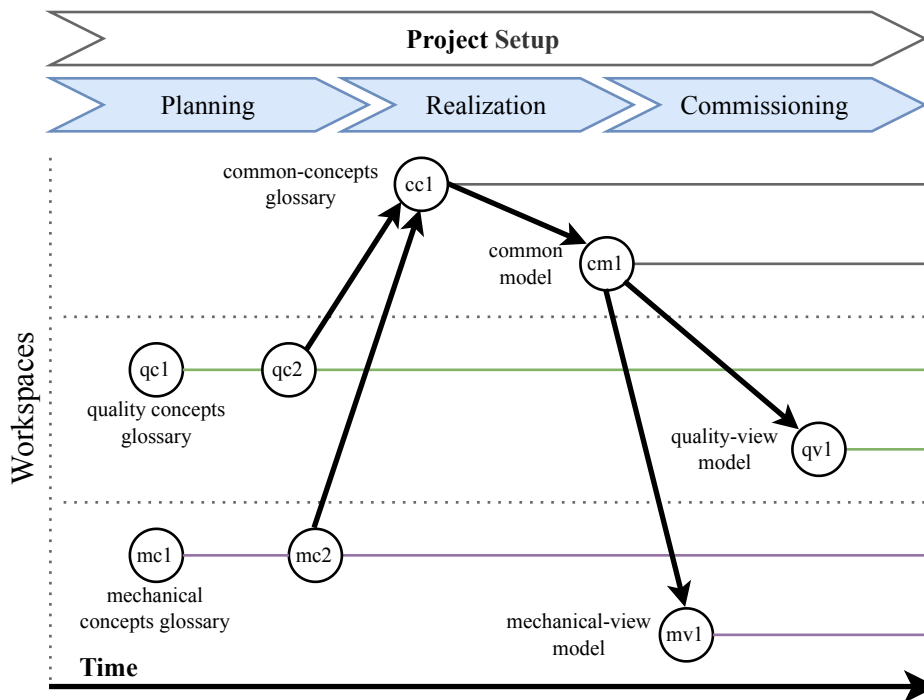 Project Setup
Planning
Realization
Commissioning
common-concepts
glossary
cc1
common
model
cm1
Workspaces
qc1
qc2
quality concepts
glossary
quality-view
model
qv1
mc1
mc2
mechanical
concepts glossary
mechanical-view
model
mv1
Time